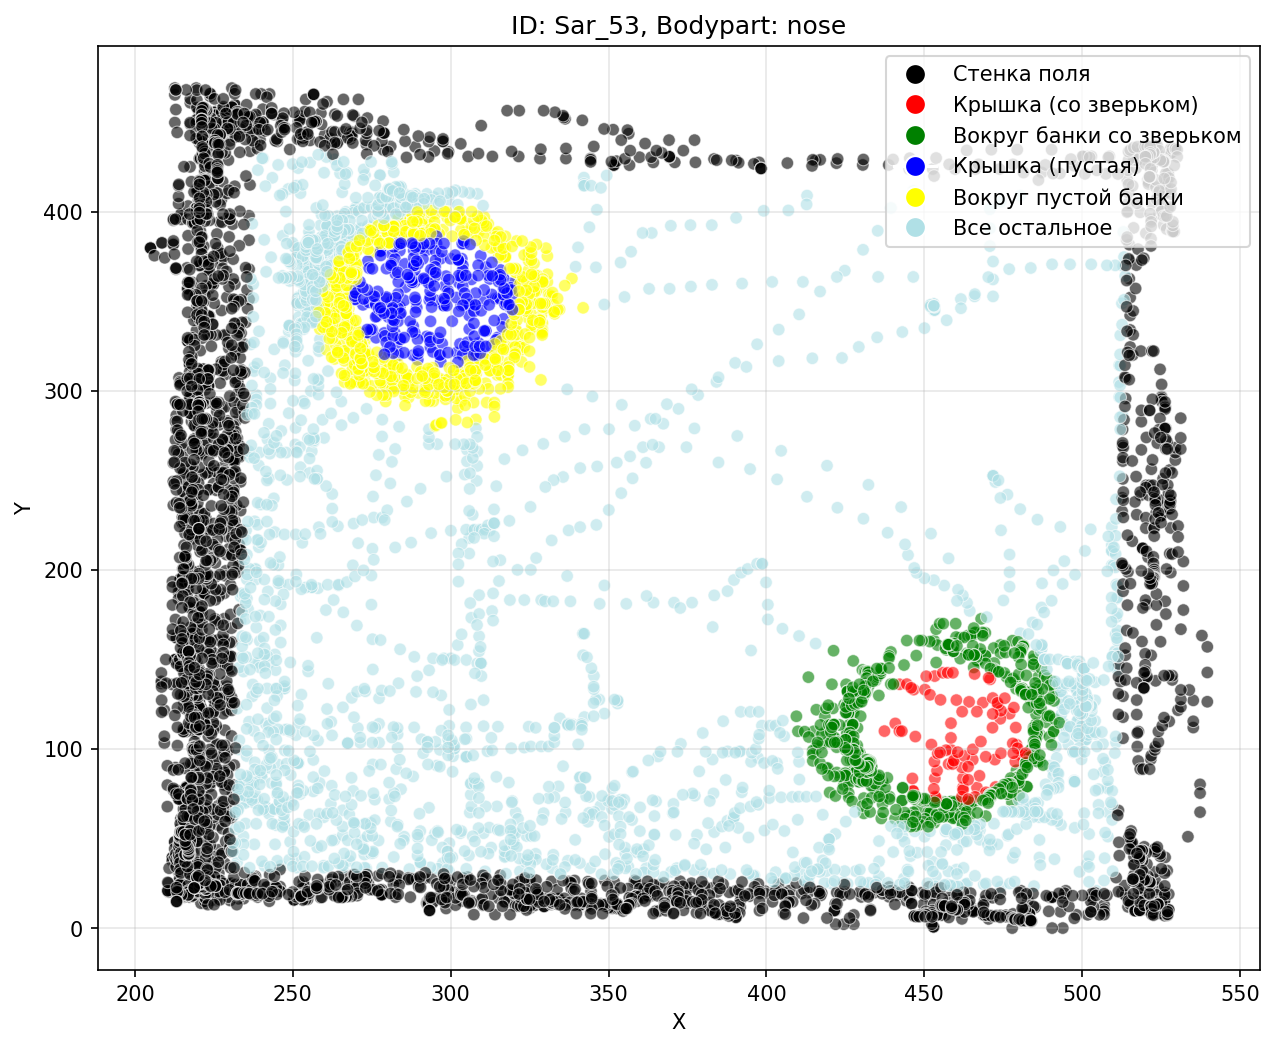 ID: Sar_53, Bodypart: nose
Стенка поля
Крышка (со зверьком)
Вокруг банки со зверьком
Крышка (пустая)
Вокруг пустой банки
Все остальное
Y
400
300
200
100
0
200 250 300 350 400 450 500 550
X